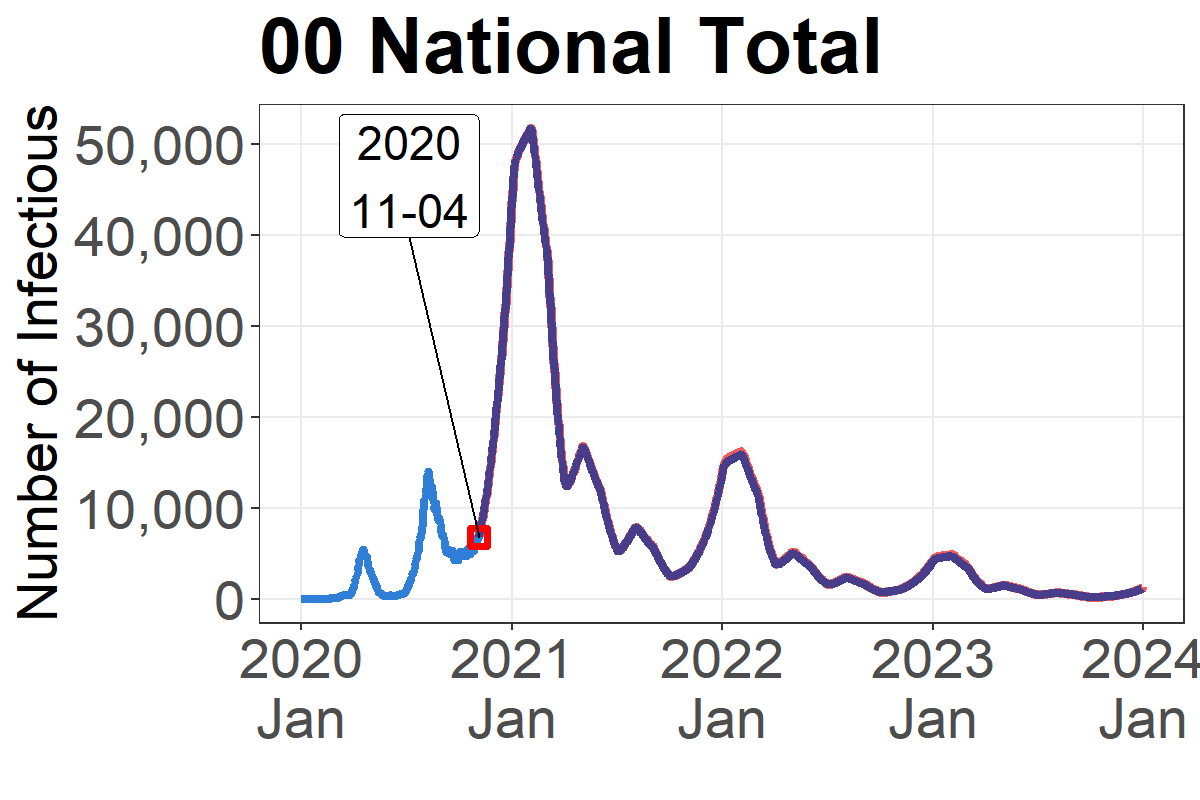 00 National Total
Number of Infectious
2020
11-04
50,000
40,000
30,000
20,000
10,000
0
2020
Jan
2021
Jan
2022
Jan
2023
Jan
2024
Jan